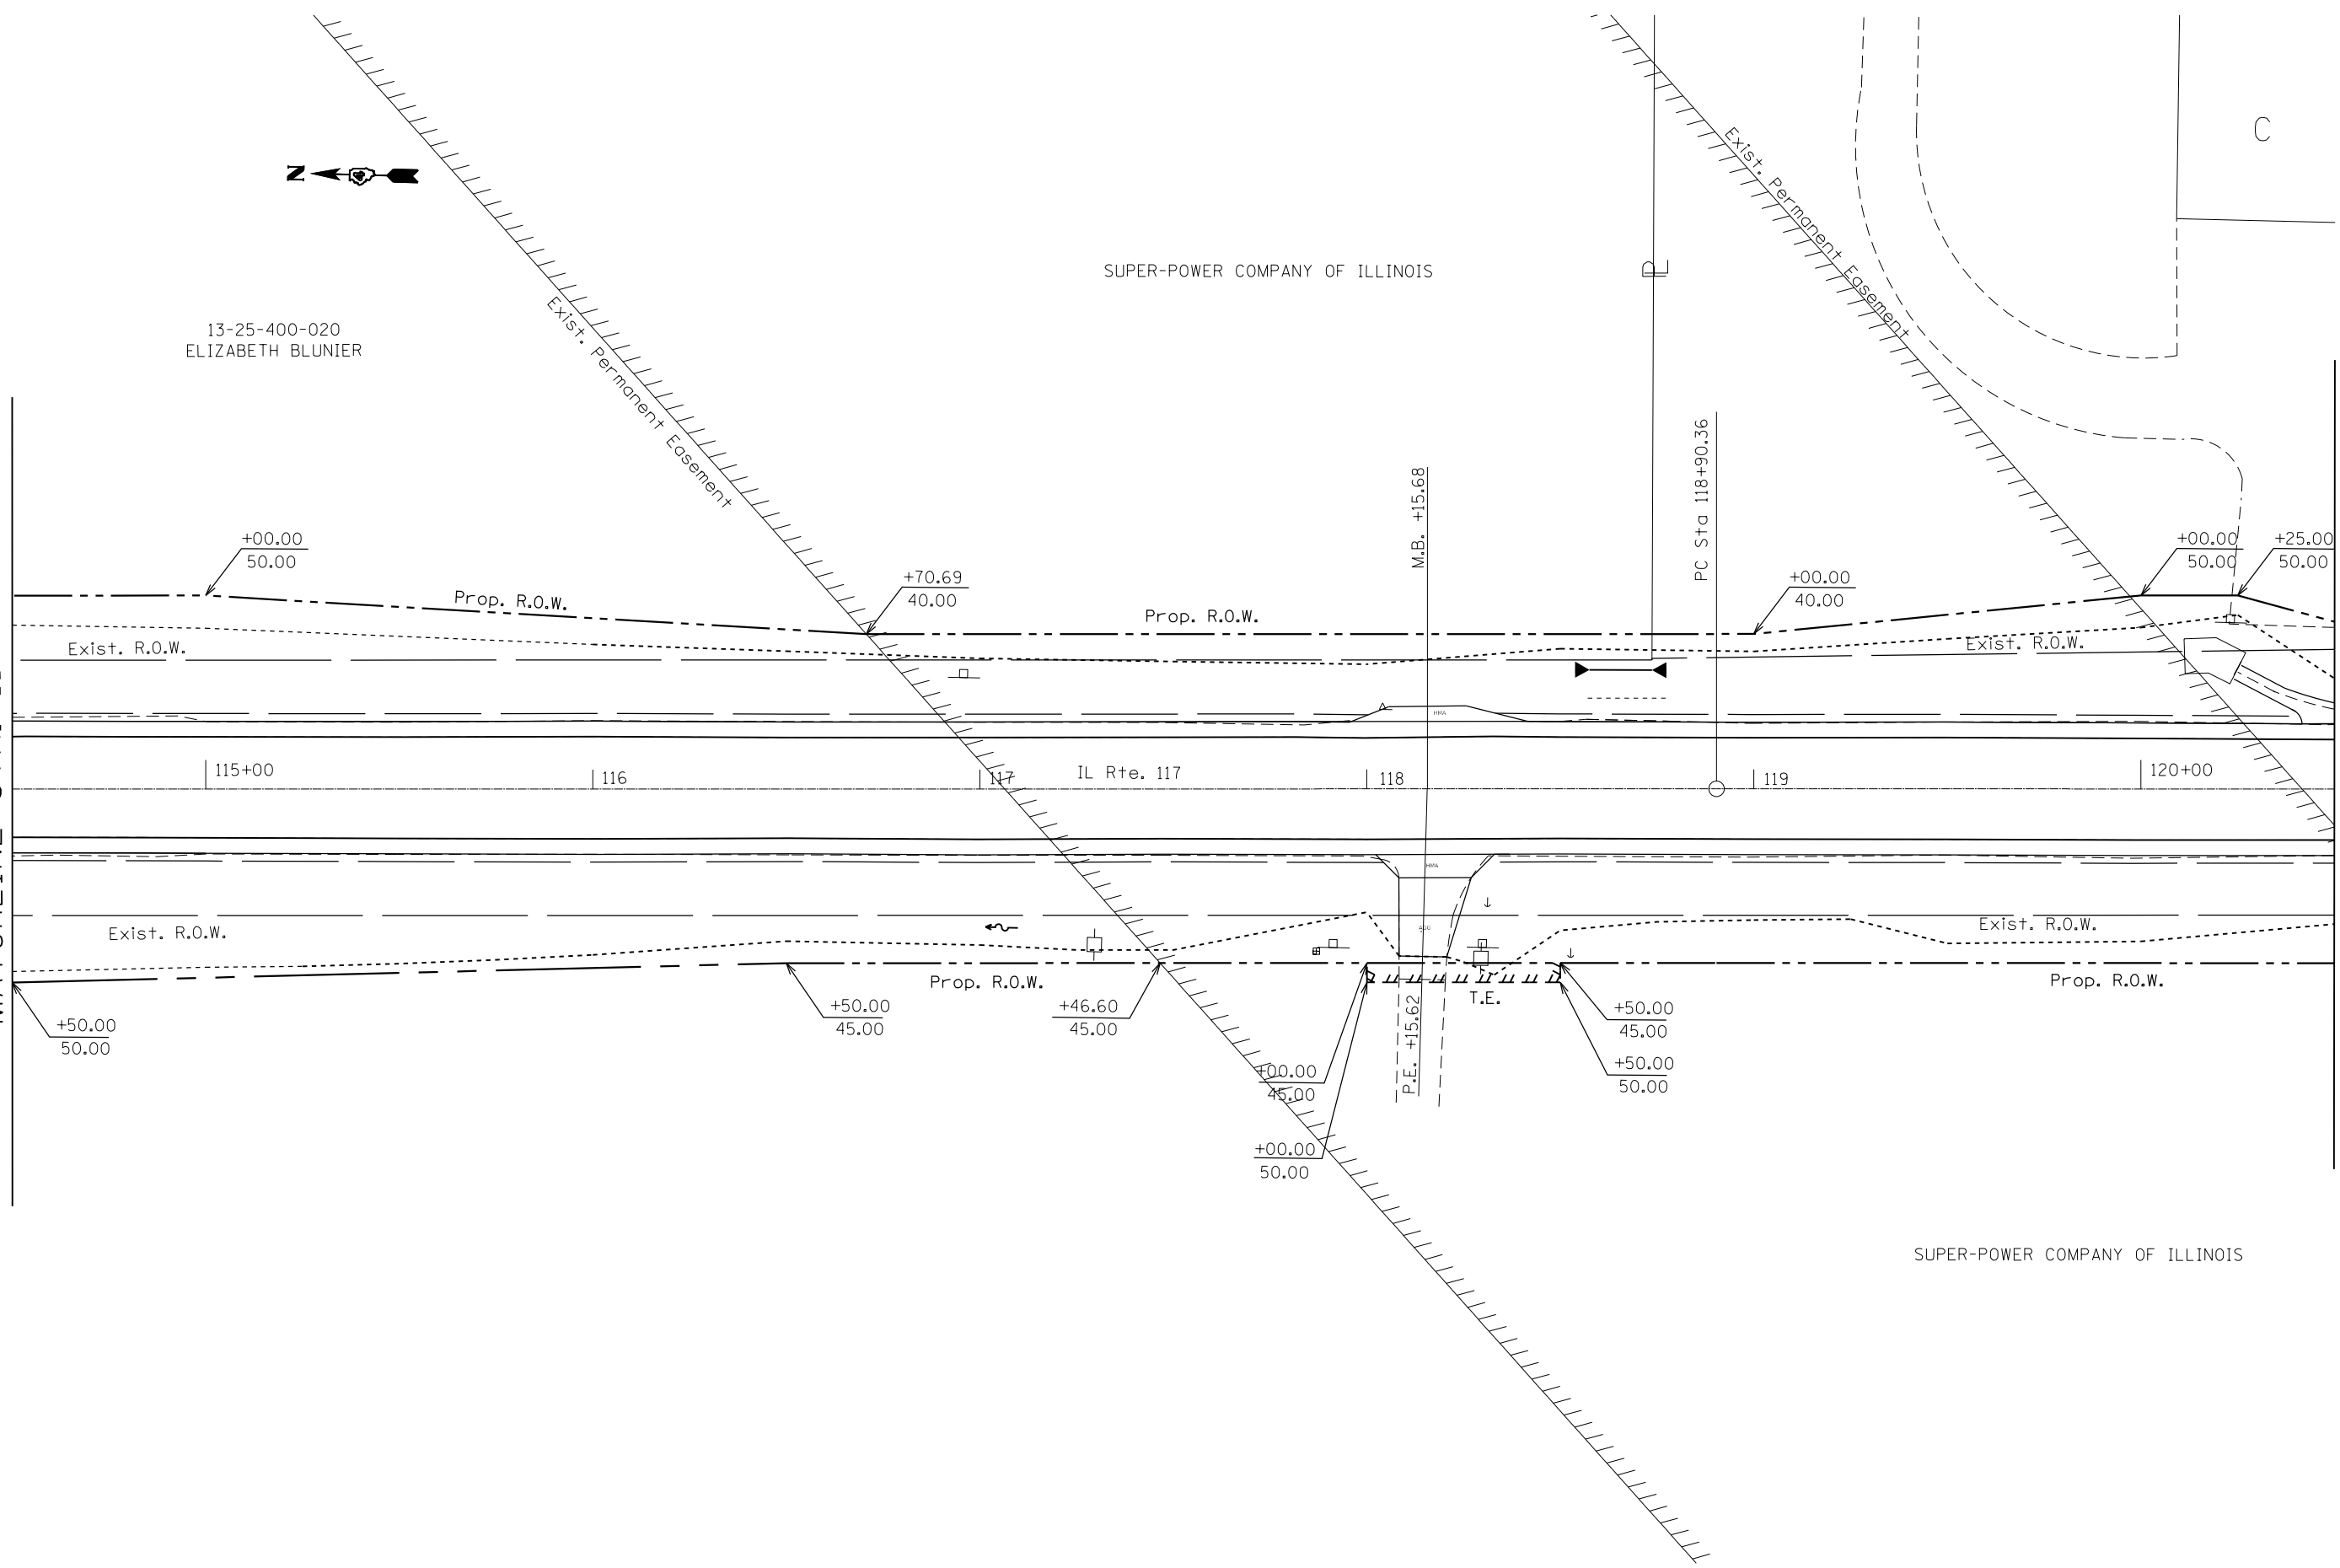 N
C
SUPER-POWER COMPANY OF ILLINOIS
13-25-400-020
ELIZABETH BLUNIER
Exist. Permanent Easement
Exist. Permanent Easement
PL
M.B. +15.68
PC Sta 118+90.36
+00.00
50.00
+70.69
40.00
+00.00
40.00
+00.00
50.00
+25.00
50.00
Prop. R.O.W.
Prop. R.O.W.
Exist. R.O.W.
Exist. R.O.W.
HMA
115+00
116
117
IL Rte. 117
118
119
120+00
HMA
AGG
Exist. R.O.W.
Exist. R.O.W.
Prop. R.O.W.
Prop. R.O.W.
T.E.
P.E. +15.62
+50.00
50.00
+50.00
45.00
+46.60
45.00
+00.00
45.00
+00.00
50.00
+50.00
45.00
+50.00
50.00
SUPER-POWER COMPANY OF ILLINOIS